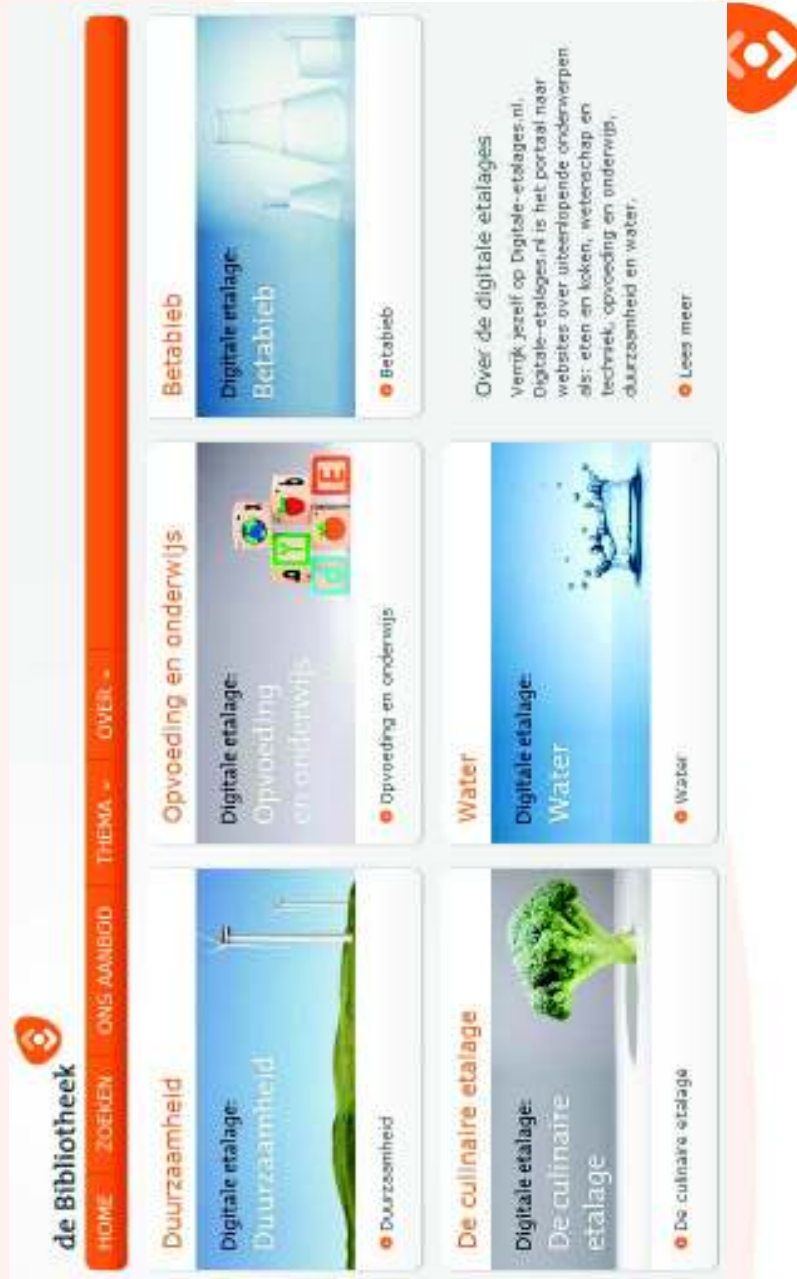 de Bibliotheek
HOME ZOEKEN ONS AANBOD THEMA OVER
Duurzaamheid
Digitale etalage:
Duurzaamheid
Duurzaamheid
Opvoeding en onderwijs
Digitale etalage:
Opvoeding
en onderwijs
Opvoeding en onderwijs
Betabieb
Digitale etalage:
Betabieb
Betabieb
De culinaire etalage
Digitale etalage:
De culinaire
etalage
De culinaire etalage
Water
Digitale etalage:
Water
Water
Over de digitale etalages
Verrijk jezelf op Digitale-etalages.nl.
Digitale-etalages.nl is het portaal naar
websites over uiteenlopende onderwerpen
als: eten en koken, wetenschap en
techniek, opvoeding en onderwijs,
duurzaamheid en water.
Lees meer